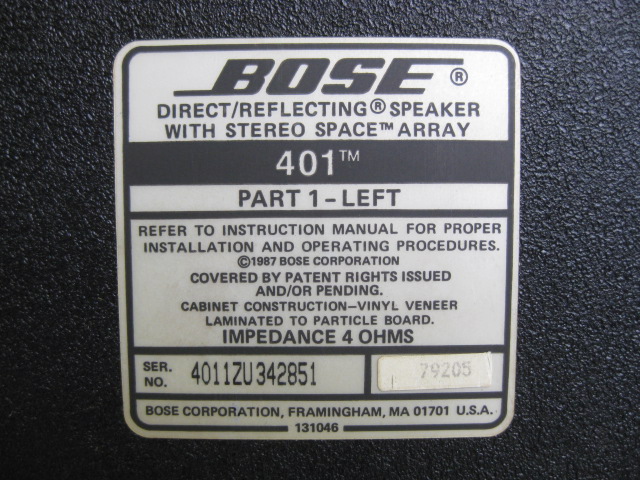 BOSE®
DIRECT/REFLECTING® SPEAKER
WITH STEREO SPACE™ ARRAY
401™
PART 1 - LEFT
REFER TO INSTRUCTION MANUAL FOR PROPER
INSTALLATION AND OPERATING PROCEDURES.
©1987 BOSE CORPORATION
COVERED BY PATENT RIGHTS ISSUED
AND/OR PENDING.
CABINET CONSTRUCTION—VINYL VENEER
LAMINATED TO PARTICLE BOARD.
IMPEDANCE 4 OHMS
SER. NO. 4011ZU342851 79205
BOSE CORPORATION, FRAMINGHAM, MA 01701 U.S.A.
131046